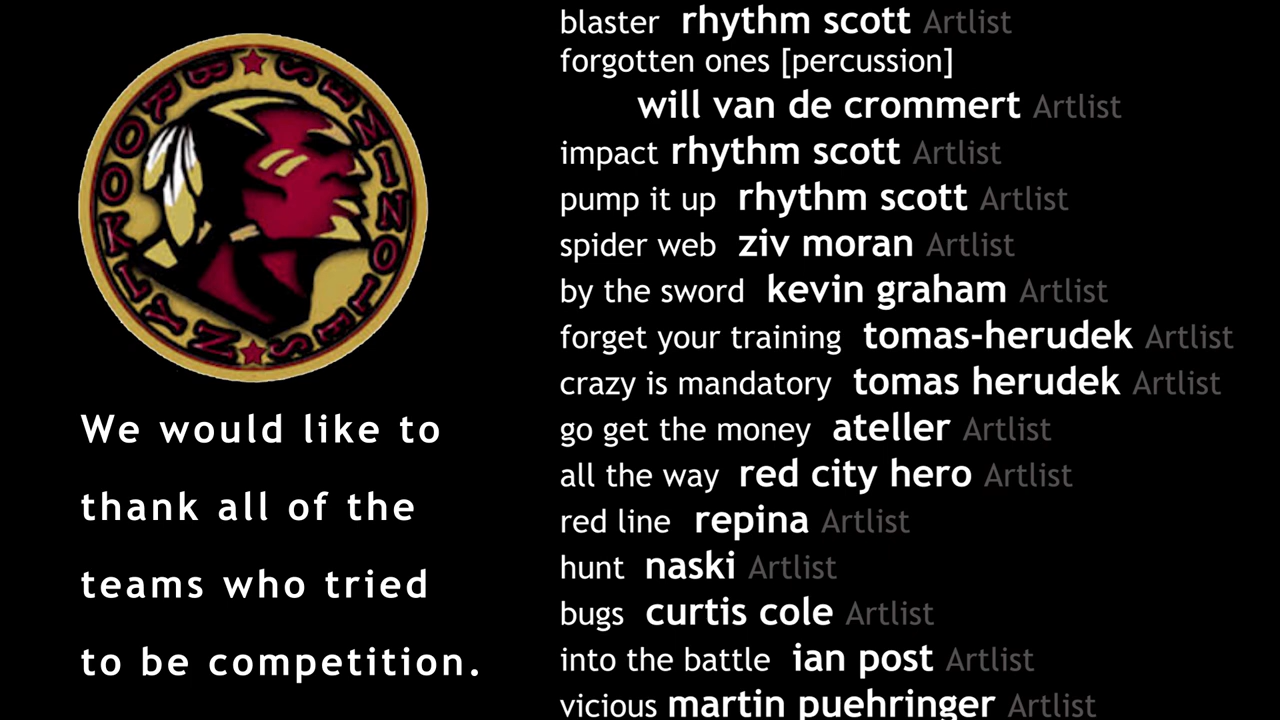 BROOKLYN SEMINOLES
We would like to
thank all of the
teams who tried
to be competition.
blaster rhythm scott Artlist
forgotten ones [percussion]
will van de crommert Artlist
impact rhythm scott Artlist
pump it up rhythm scott Artlist
spider web ziv moran Artlist
by the sword kevin graham Artlist
forget your training tomas-herudek Artlist
crazy is mandatory tomas herudek Artlist
go get the money ateller Artlist
all the way red city hero Artlist
red line repina Artlist
hunt naski Artlist
bugs curtis cole Artlist
into the battle ian post Artlist
vicious martin puehringer Artlist